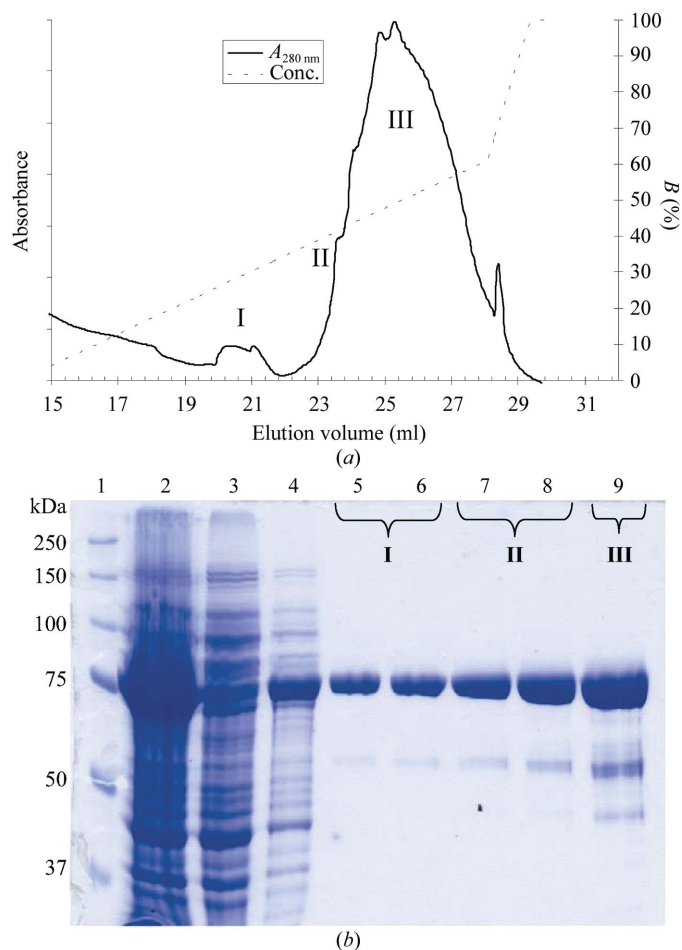 A280 nm
Conc.
Absorbance
B (%)
100
90
80
70
60
50
40
30
20
10
0
I
II
III
15
17
19
21
23
25
27
29
31
Elution volume (ml)
(a)
1 2 3 4 5 6 7 8 9
kDa
250
150
100
75
50
37
I II III
(b)